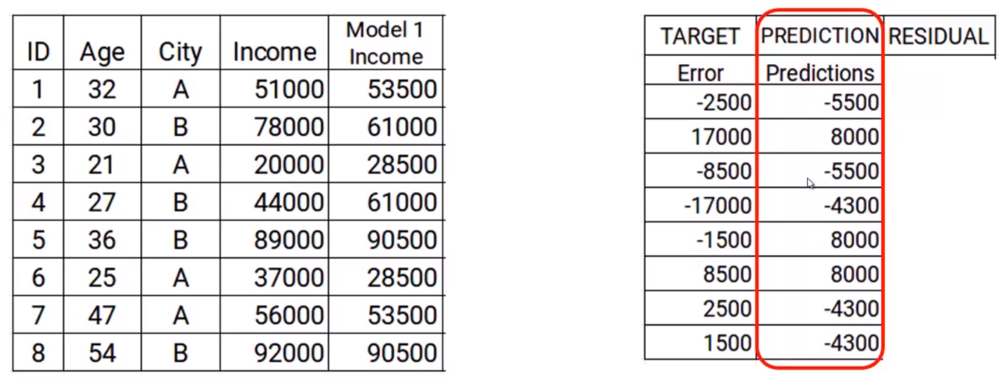 ID Age City Income Model 1 Income
1 32 A 51000 53500
2 30 B 78000 61000
3 21 A 20000 28500
4 27 B 44000 61000
5 36 B 89000 90500
6 25 A 37000 28500
7 47 A 56000 53500
8 54 B 92000 90500
TARGET PREDICTION RESIDUAL
Error Predictions
-2500 -5500
17000 8000
-8500 -5500
-17000 -4300
-1500 8000
8500 8000
2500 -4300
1500 -4300